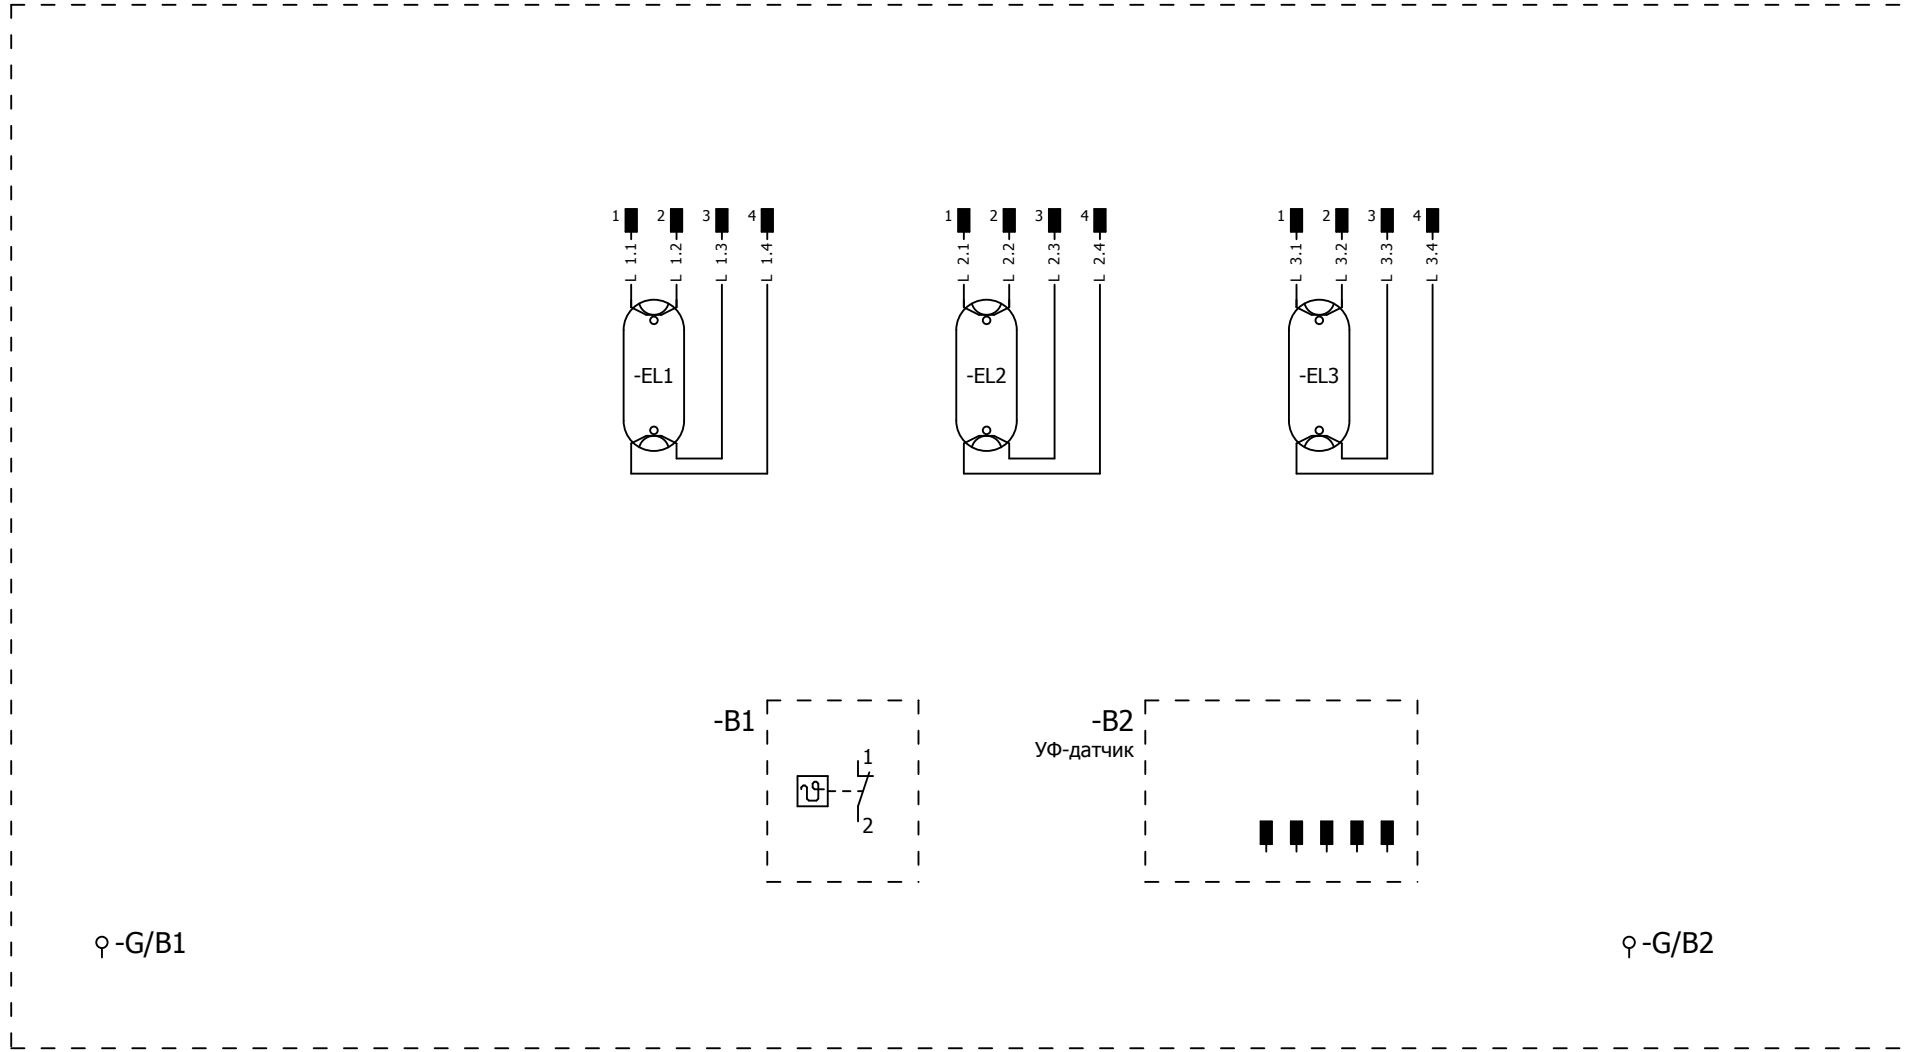 1 2 3 4
L 1.1 L 1.2 L 1.3 L 1.4
-EL1
1 2 3 4
L 2.1 L 2.2 L 2.3 L 2.4
-EL2
1 2 3 4
L 3.1 L 3.2 L 3.3 L 3.4
-EL3
-B1
1
2
-B2
УФ-датчик
-G/B1
-G/B2